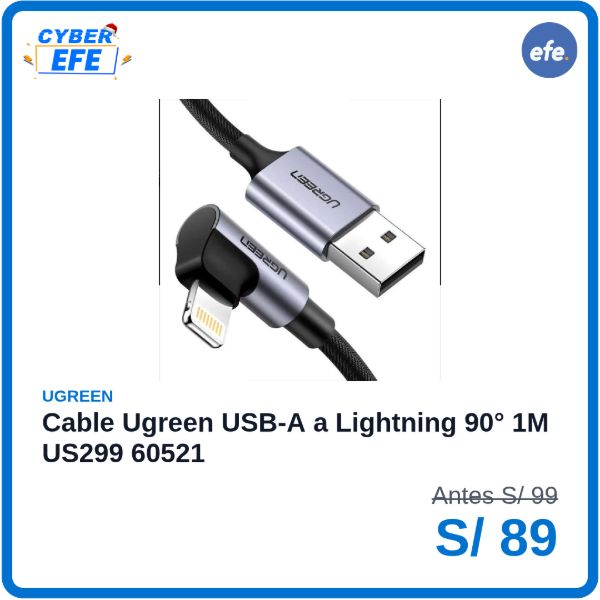 CYBER
EFE
efe.
UGREEN
UGREEN
UGREEN
Cable Ugreen USB-A a Lightning 90° 1M
US299 60521
Antes S/ 99
S/ 89